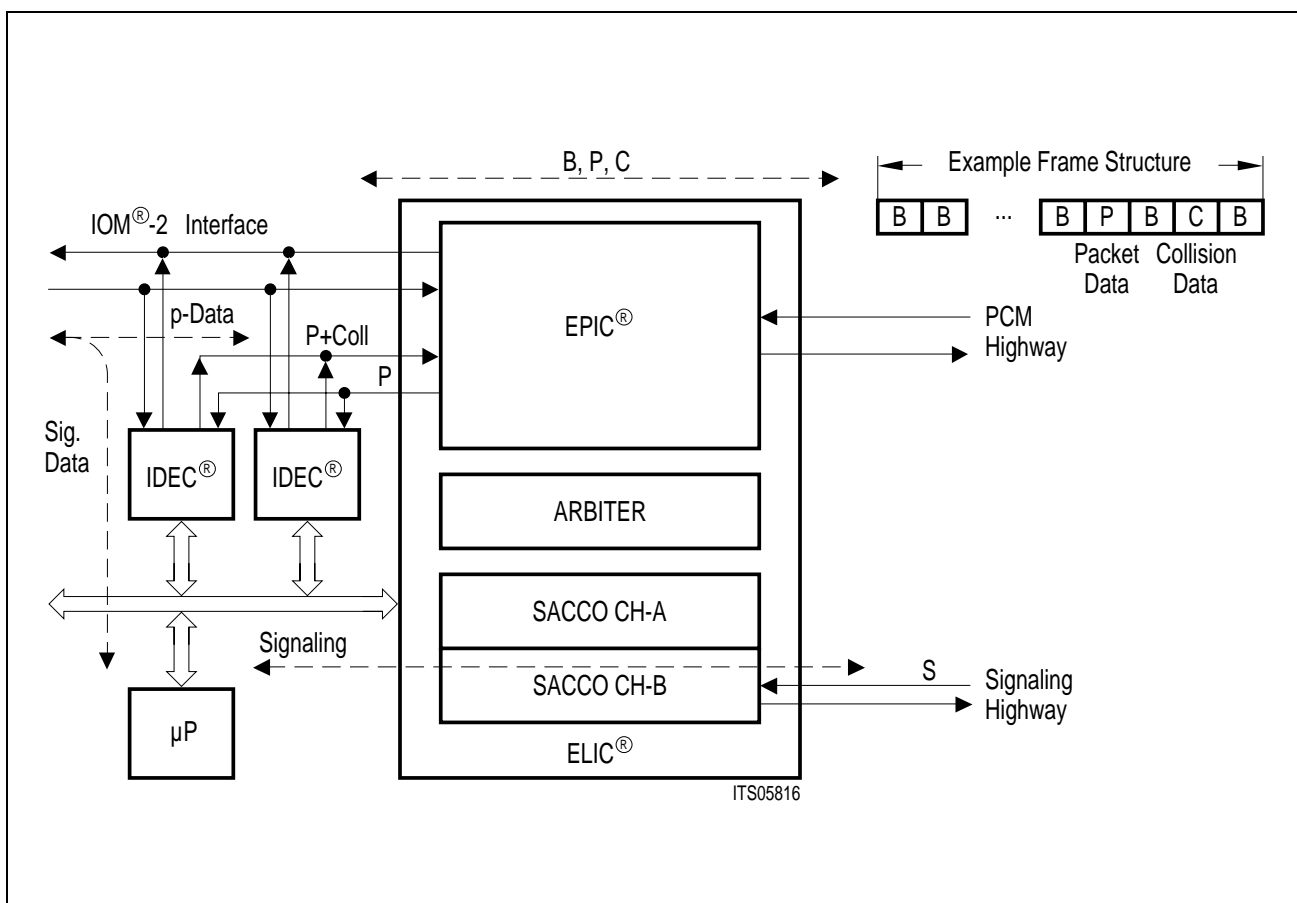 B, P, C
Example Frame Structure
B B ... B P B C B
Packet Collision
Data Data
IOM®-2 Interface
EPIC®
PCM
Highway
p-Data
P+Coll
P
Sig.
Data
IDEC® IDEC®
ARBITER
SACCO CH-A
Signaling
SACCO CH-B
S
Signaling
Highway
µP
ELIC®
ITS05816